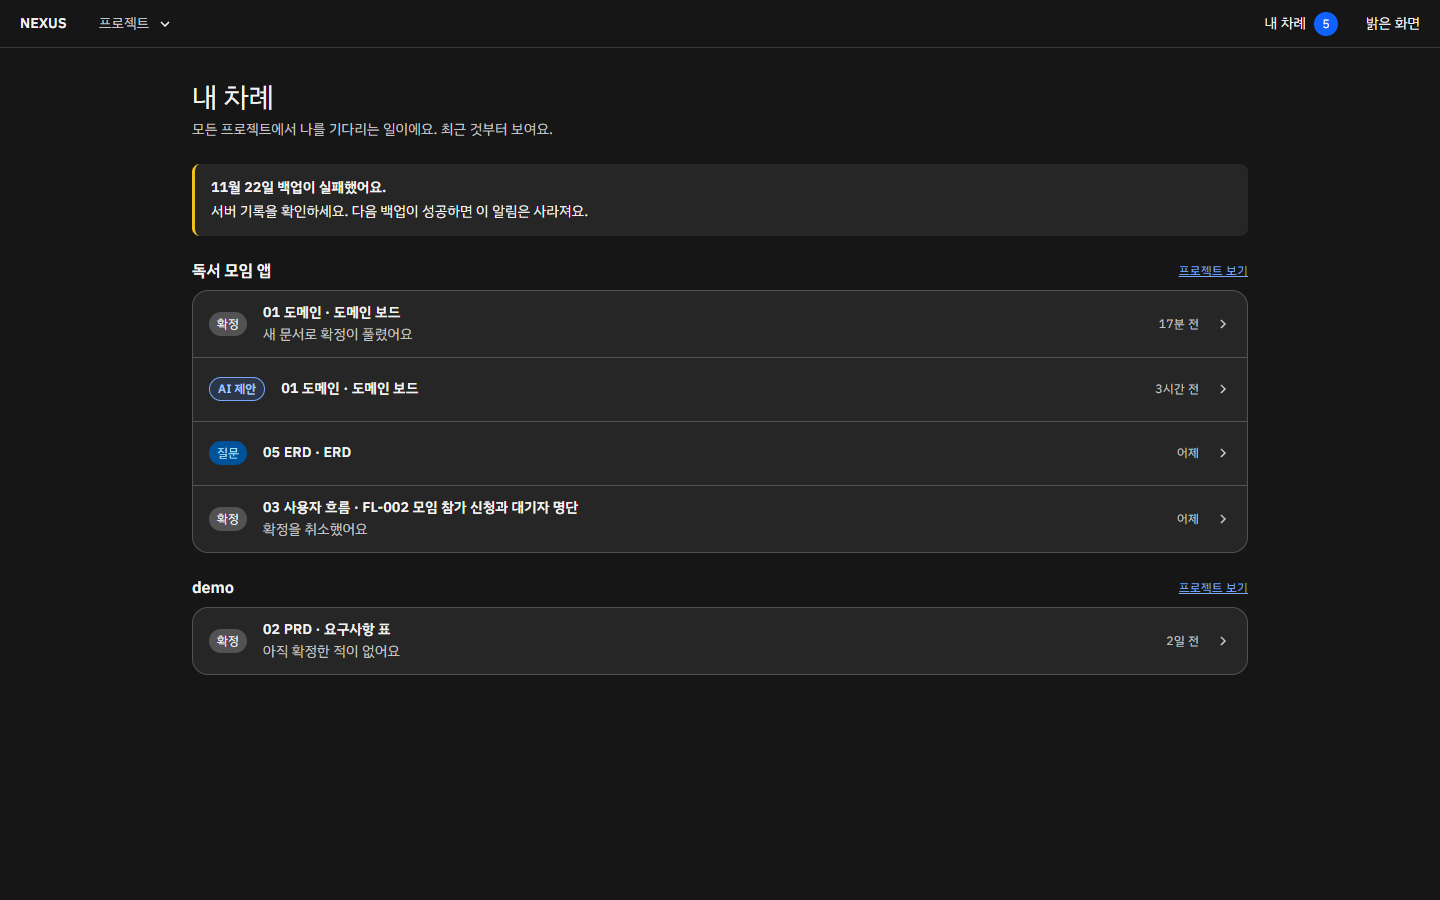 NEXUS
프로젝트
내 차례 5
밝은 화면
내 차례
모든 프로젝트에서 나를 기다리는 일이에요. 최근 것부터 보여요.
11월 22일 백업이 실패했어요.
서버 기록을 확인하세요. 다음 백업이 성공하면 이 알림은 사라져요.
독서 모임 앱
프로젝트 보기
확정
01 도메인 · 도메인 보드
새 문서로 확정이 풀렸어요
17분 전
AI 제안
01 도메인 · 도메인 보드
3시간 전
질문
05 ERD · ERD
어제
확정
03 사용자 흐름 · FL-002 모임 참가 신청과 대기자 명단
확정을 취소했어요
어제
demo
프로젝트 보기
확정
02 PRD · 요구사항 표
아직 확정한 적이 없어요
2일 전